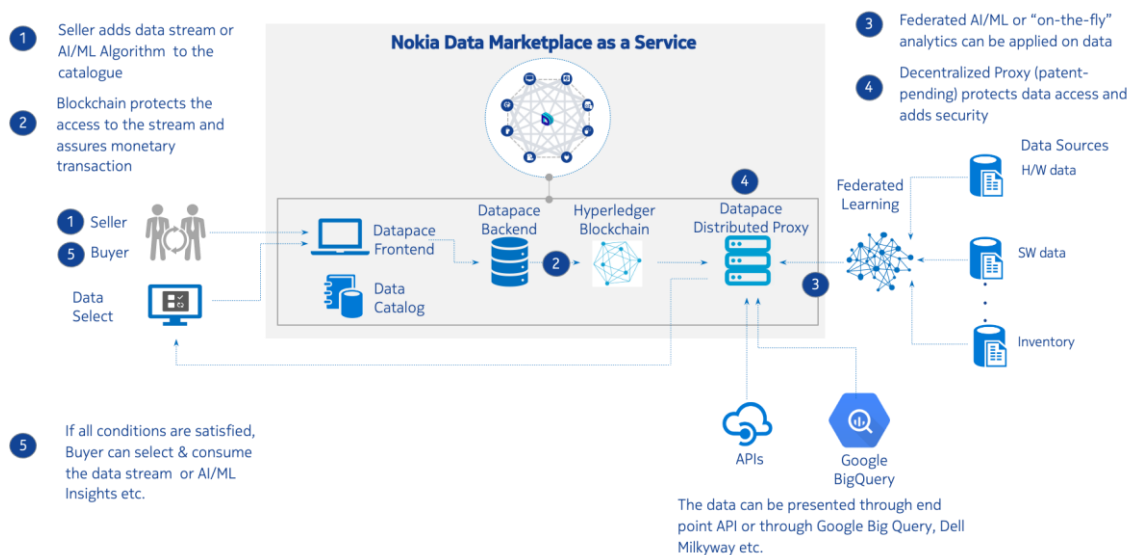 Nokia Data Marketplace as a Service
1
Seller adds data stream or
AI/ML Algorithm to the
catalogue
2
Blockchain protects the
access to the stream and
assures monetary
transaction
3
Federated AI/ML or “on-the-fly”
analytics can be applied on data
4
Decentralized Proxy (patent-
pending) protects data access and
adds security
1
Seller
5
Buyer
Data
Select
Datapace
Frontend
Data
Catalog
Datapace
Backend
2
Hyperledger
Blockchain
4
Datapace
Distributed Proxy
3
Federated
Learning
Data Sources
H/W data
SW data
Inventory
APIs
Google
BigQuery
5
If all conditions are satisfied,
Buyer can select & consume
the data stream or AI/ML
Insights etc.
The data can be presented through end
point API or through Google Big Query, Dell
Milkyway etc.